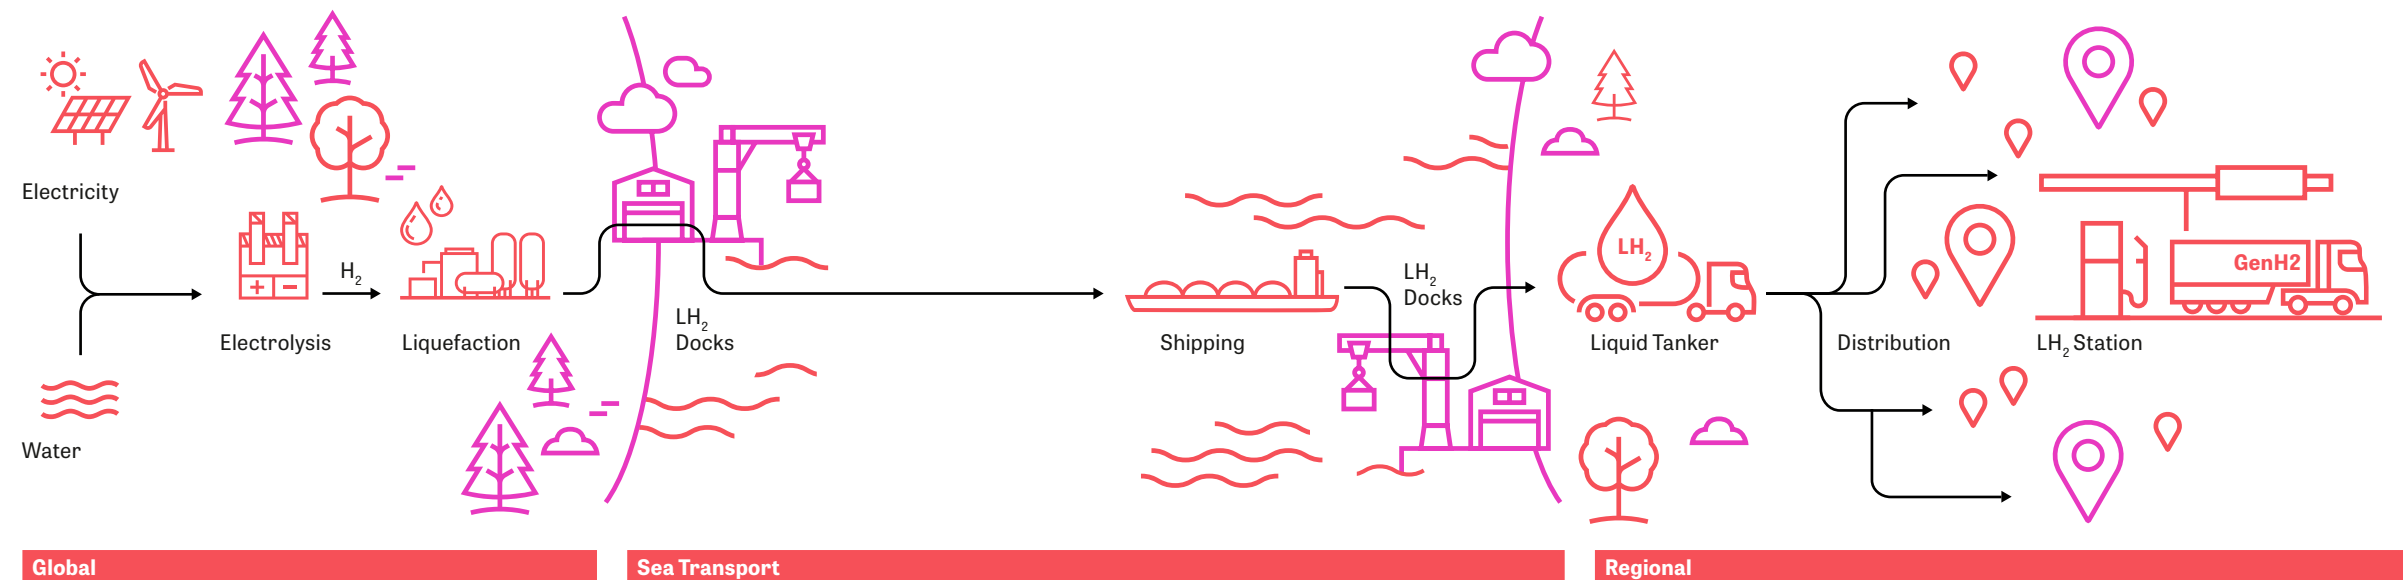 Electricity
Water
Electrolysis
H₂
Liquefaction
LH₂
Docks
Shipping
LH₂
Docks
LH₂
Liquid Tanker
Distribution
GenH2
LH₂ Station
+ −
Global
Sea Transport
Regional